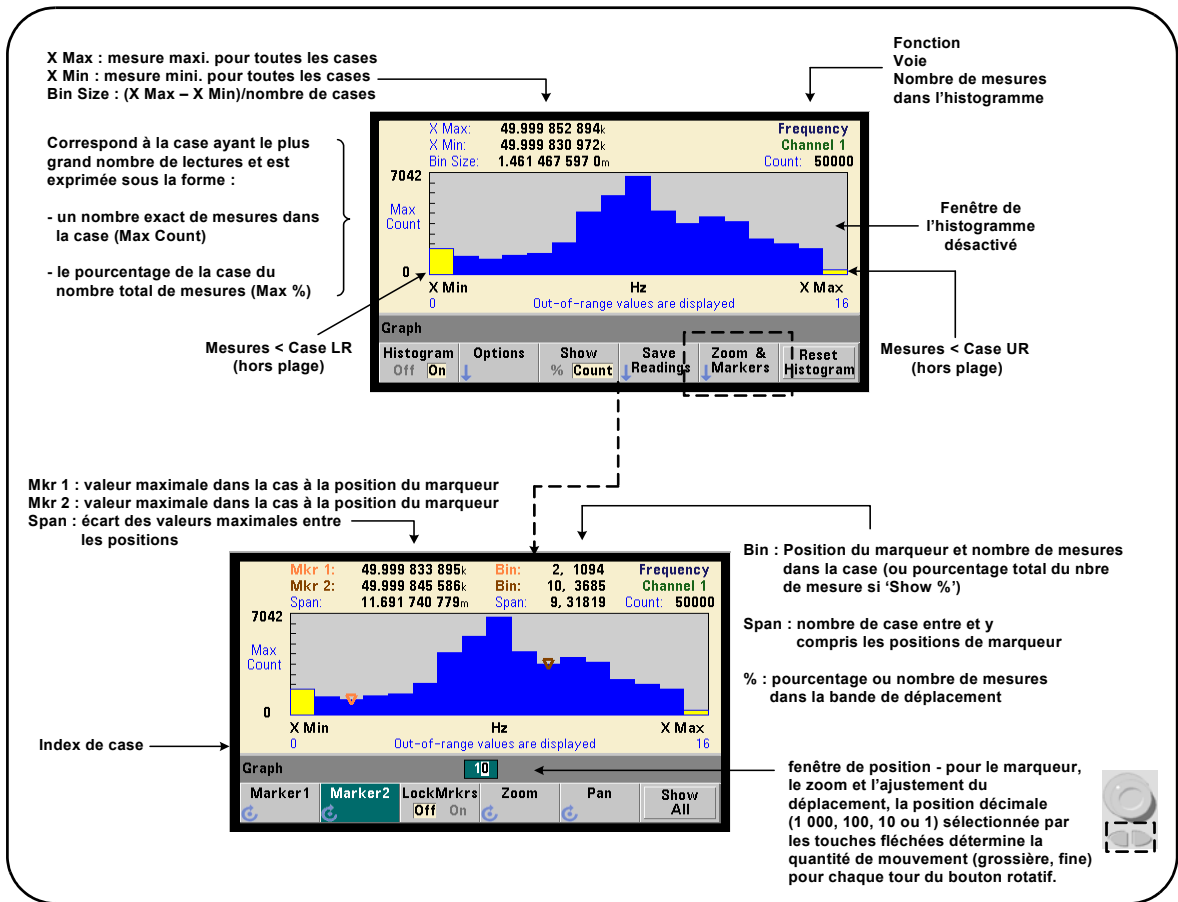 X Max : mesure maxi. pour toutes les cases
X Min : mesure mini. pour toutes les cases
Bin Size : (X Max – X Min)/nombre de cases
Fonction
Voie
Nombre de mesures
dans l'histogramme
Correspond à la case ayant le plus
grand nombre de lectures et est
exprimée sous la forme :
- un nombre exact de mesures dans
la case (Max Count)
- le pourcentage de la case du
nombre total de mesures (Max %)
X Max: 49.999 852 894k Frequency
X Min: 49.999 830 972k Channel 1
Bin Size: 1.461 467 597 0m Count: 50000
7042
Max
Count
0
X Min Hz X Max
0 Out-of-range values are displayed 16
Graph
Histogram Options Show Save Zoom & Reset
Off On % Count Readings Markers Histogram
Fenêtre de
l'histogramme
désactivé
Mesures < Case LR
(hors plage)
Mesures < Case UR
(hors plage)
Mkr 1 : valeur maximale dans la cas à la position du marqueur
Mkr 2 : valeur maximale dans la cas à la position du marqueur
Span : écart des valeurs maximales entre
les positions
Mkr 1: 49.999 833 895k Bin: 2, 1094 Frequency
Mkr 2: 49.999 845 586k Bin: 10, 3685 Channel 1
Span: 11.691 740 779m Span: 9, 31819 Count: 50000
7042
Max
Count
0
X Min Hz X Max
0 Out-of-range values are displayed 16
Graph 10
Marker1 Marker2 LockMrkrs Zoom Pan Show
Off On All
Index de case
Bin : Position du marqueur et nombre de mesures
dans la case (ou pourcentage total du nbre
de mesure si 'Show %')
Span : nombre de case entre et y
compris les positions de marqueur
% : pourcentage ou nombre de mesures
dans la bande de déplacement
fenêtre de position - pour le marqueur,
le zoom et l'ajustement du
déplacement, la position décimale
(1 000, 100, 10 ou 1) sélectionnée par
les touches fléchées détermine la
quantité de mouvement (grossière, fine)
pour chaque tour du bouton rotatif.